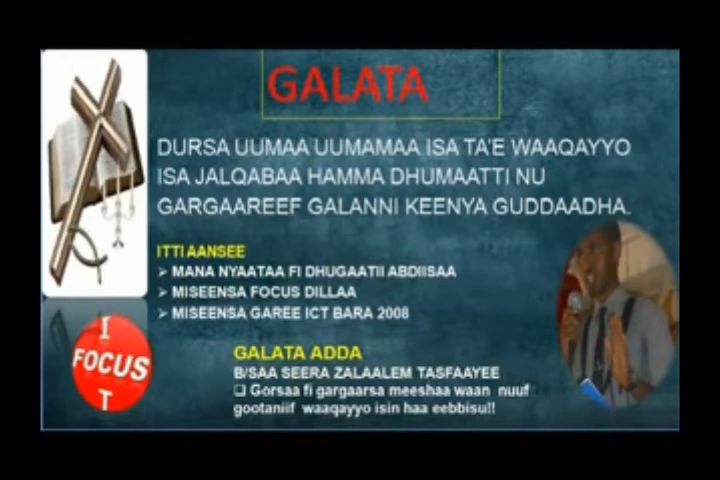 GALATA
DURSA UUMAA UUMAMAA ISA TA'E WAAQAYYO
ISA JALQABAA HAMMA DHUMAATTI NU
GARGAAREEF GALANNI KEENYA GUDDAADHA.
ITTI AANSEE
➢ MANA NYAATAA FI DHUGAATII ABDIISAA
➢ MISEENSA FOCUS DILLAA
➢ MISEENSA GAREE ICT BARA 2008
I
FOCUS
T
GALATA ADDA
B/SAA SEERA ZALAALEM TASFAAYEE
❑ Gorsaa fi gargaarsa meeshaa waan nuuf
gootaniif waaqayyo isin haa eebbisu!!